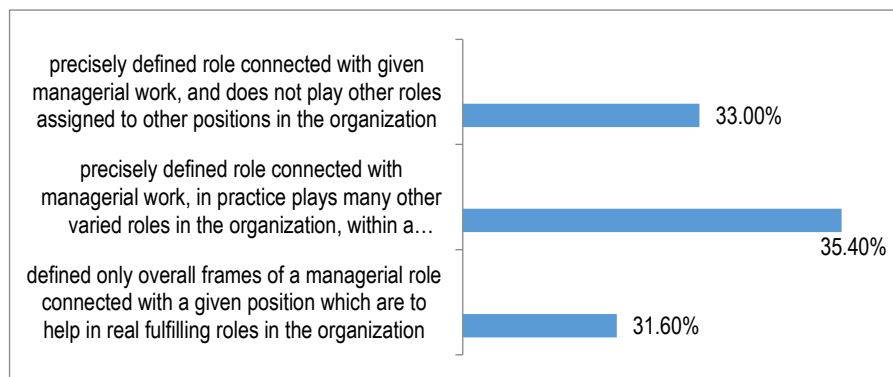 precisely defined role connected with given
managerial work, and does not play other roles
assigned to other positions in the organization
33.00%
precisely defined role connected with
managerial work, in practice plays many other
varied roles in the organization, within a…
35.40%
defined only overall frames of a managerial role
connected with a given position which are to
help in real fulfilling roles in the organization
31.60%